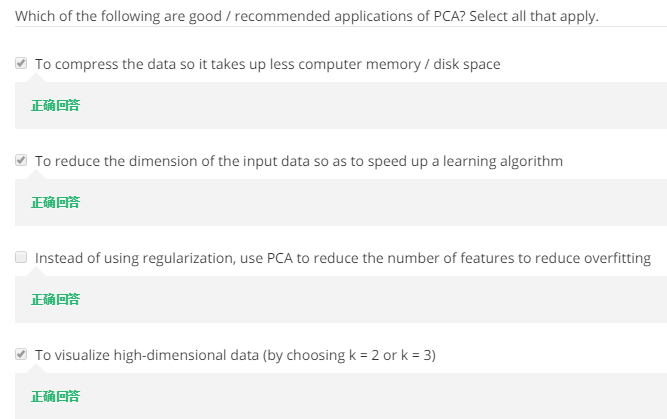 Which of the following are good / recommended applications of PCA? Select all that apply.
To compress the data so it takes up less computer memory / disk space
正确回答
To reduce the dimension of the input data so as to speed up a learning algorithm
正确回答
Instead of using regularization, use PCA to reduce the number of features to reduce overfitting
正确回答
To visualize high-dimensional data (by choosing k = 2 or k = 3)
正确回答